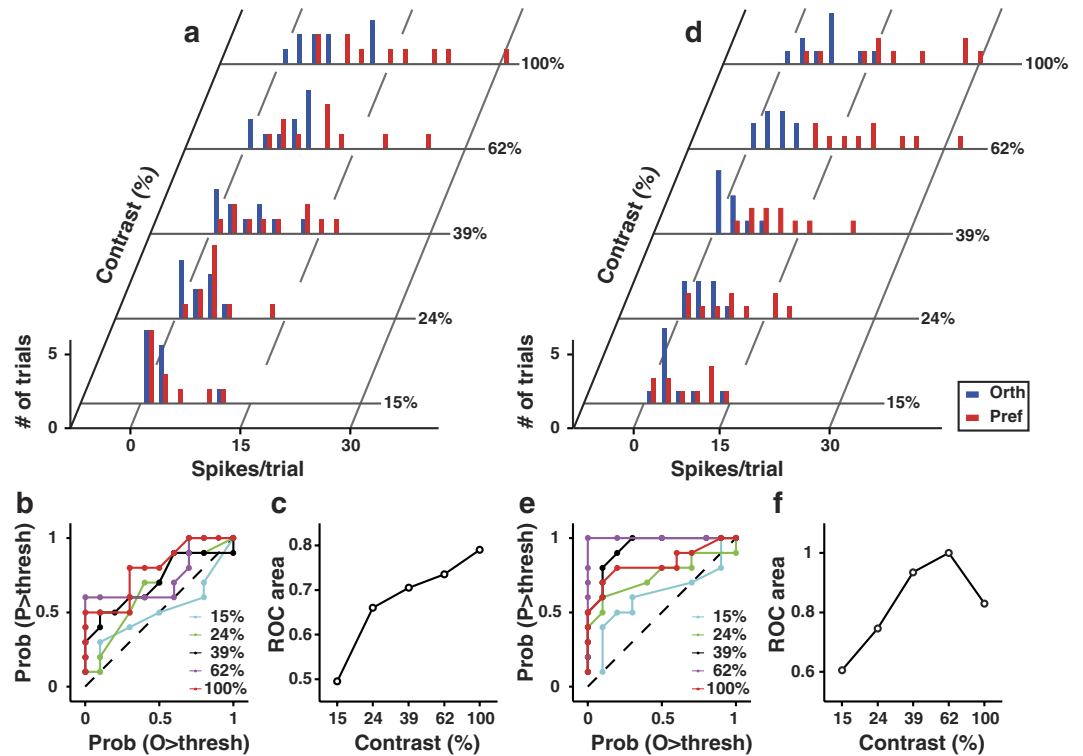 a
100%
62%
39%
24%
15%
Contrast (%)
# of trials
5
0
0
15
30
Spikes/trial
d
100%
62%
39%
24%
15%
Contrast (%)
# of trials
5
0
0
15
30
Spikes/trial
Orth
Pref
b
Prob (P>thresh)
1
0.5
0
0
0.5
1
Prob (O>thresh)
15%
24%
39%
62%
100%
c
ROC area
0.8
0.7
0.6
0.5
15
24
39
62
100
Contrast (%)
e
Prob (P>thresh)
1
0.5
0
0
0.5
1
Prob (O>thresh)
15%
24%
39%
62%
100%
f
ROC area
1
0.8
0.6
15
24
39
62
100
Contrast (%)